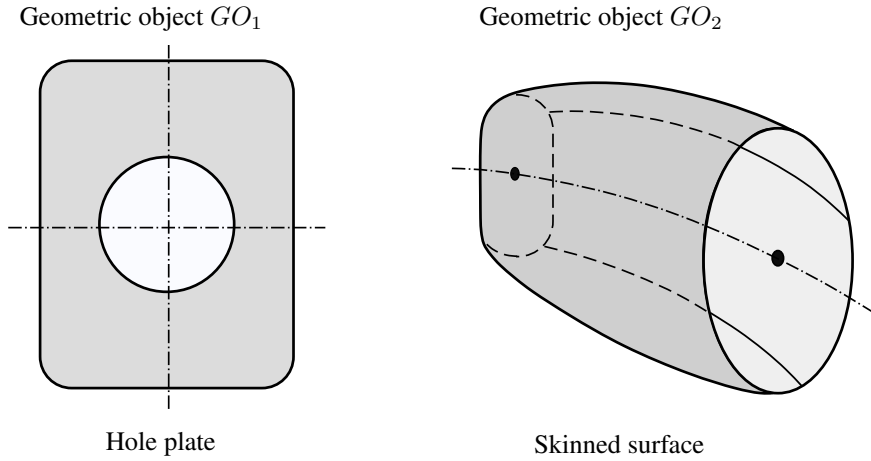 Geometric object GO₁
Geometric object GO₂
Hole plate
Skinned surface